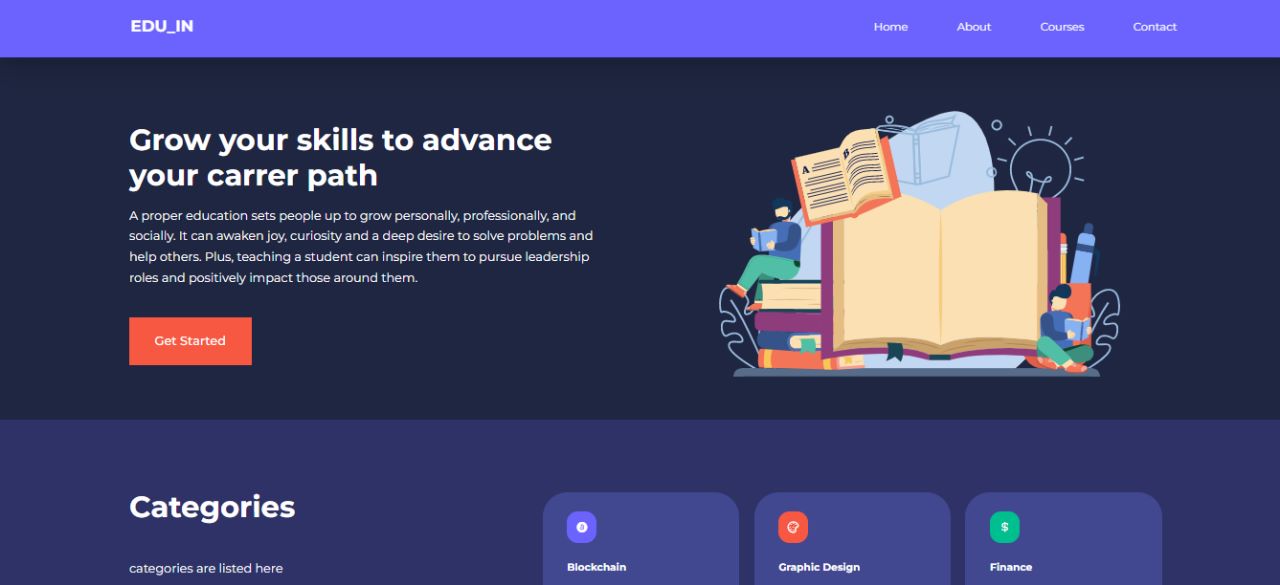 EDU_IN
Home
About
Courses
Contact
Grow your skills to advance
your carrer path
A proper education sets people up to grow personally, professionally, and
socially. It can awaken joy, curiosity and a deep desire to solve problems and
help others. Plus, teaching a student can inspire them to pursue leadership
roles and positively impact those around them.
Get Started
A
B
Categories
categories are listed here
Blockchain
$
Graphic Design
Finance